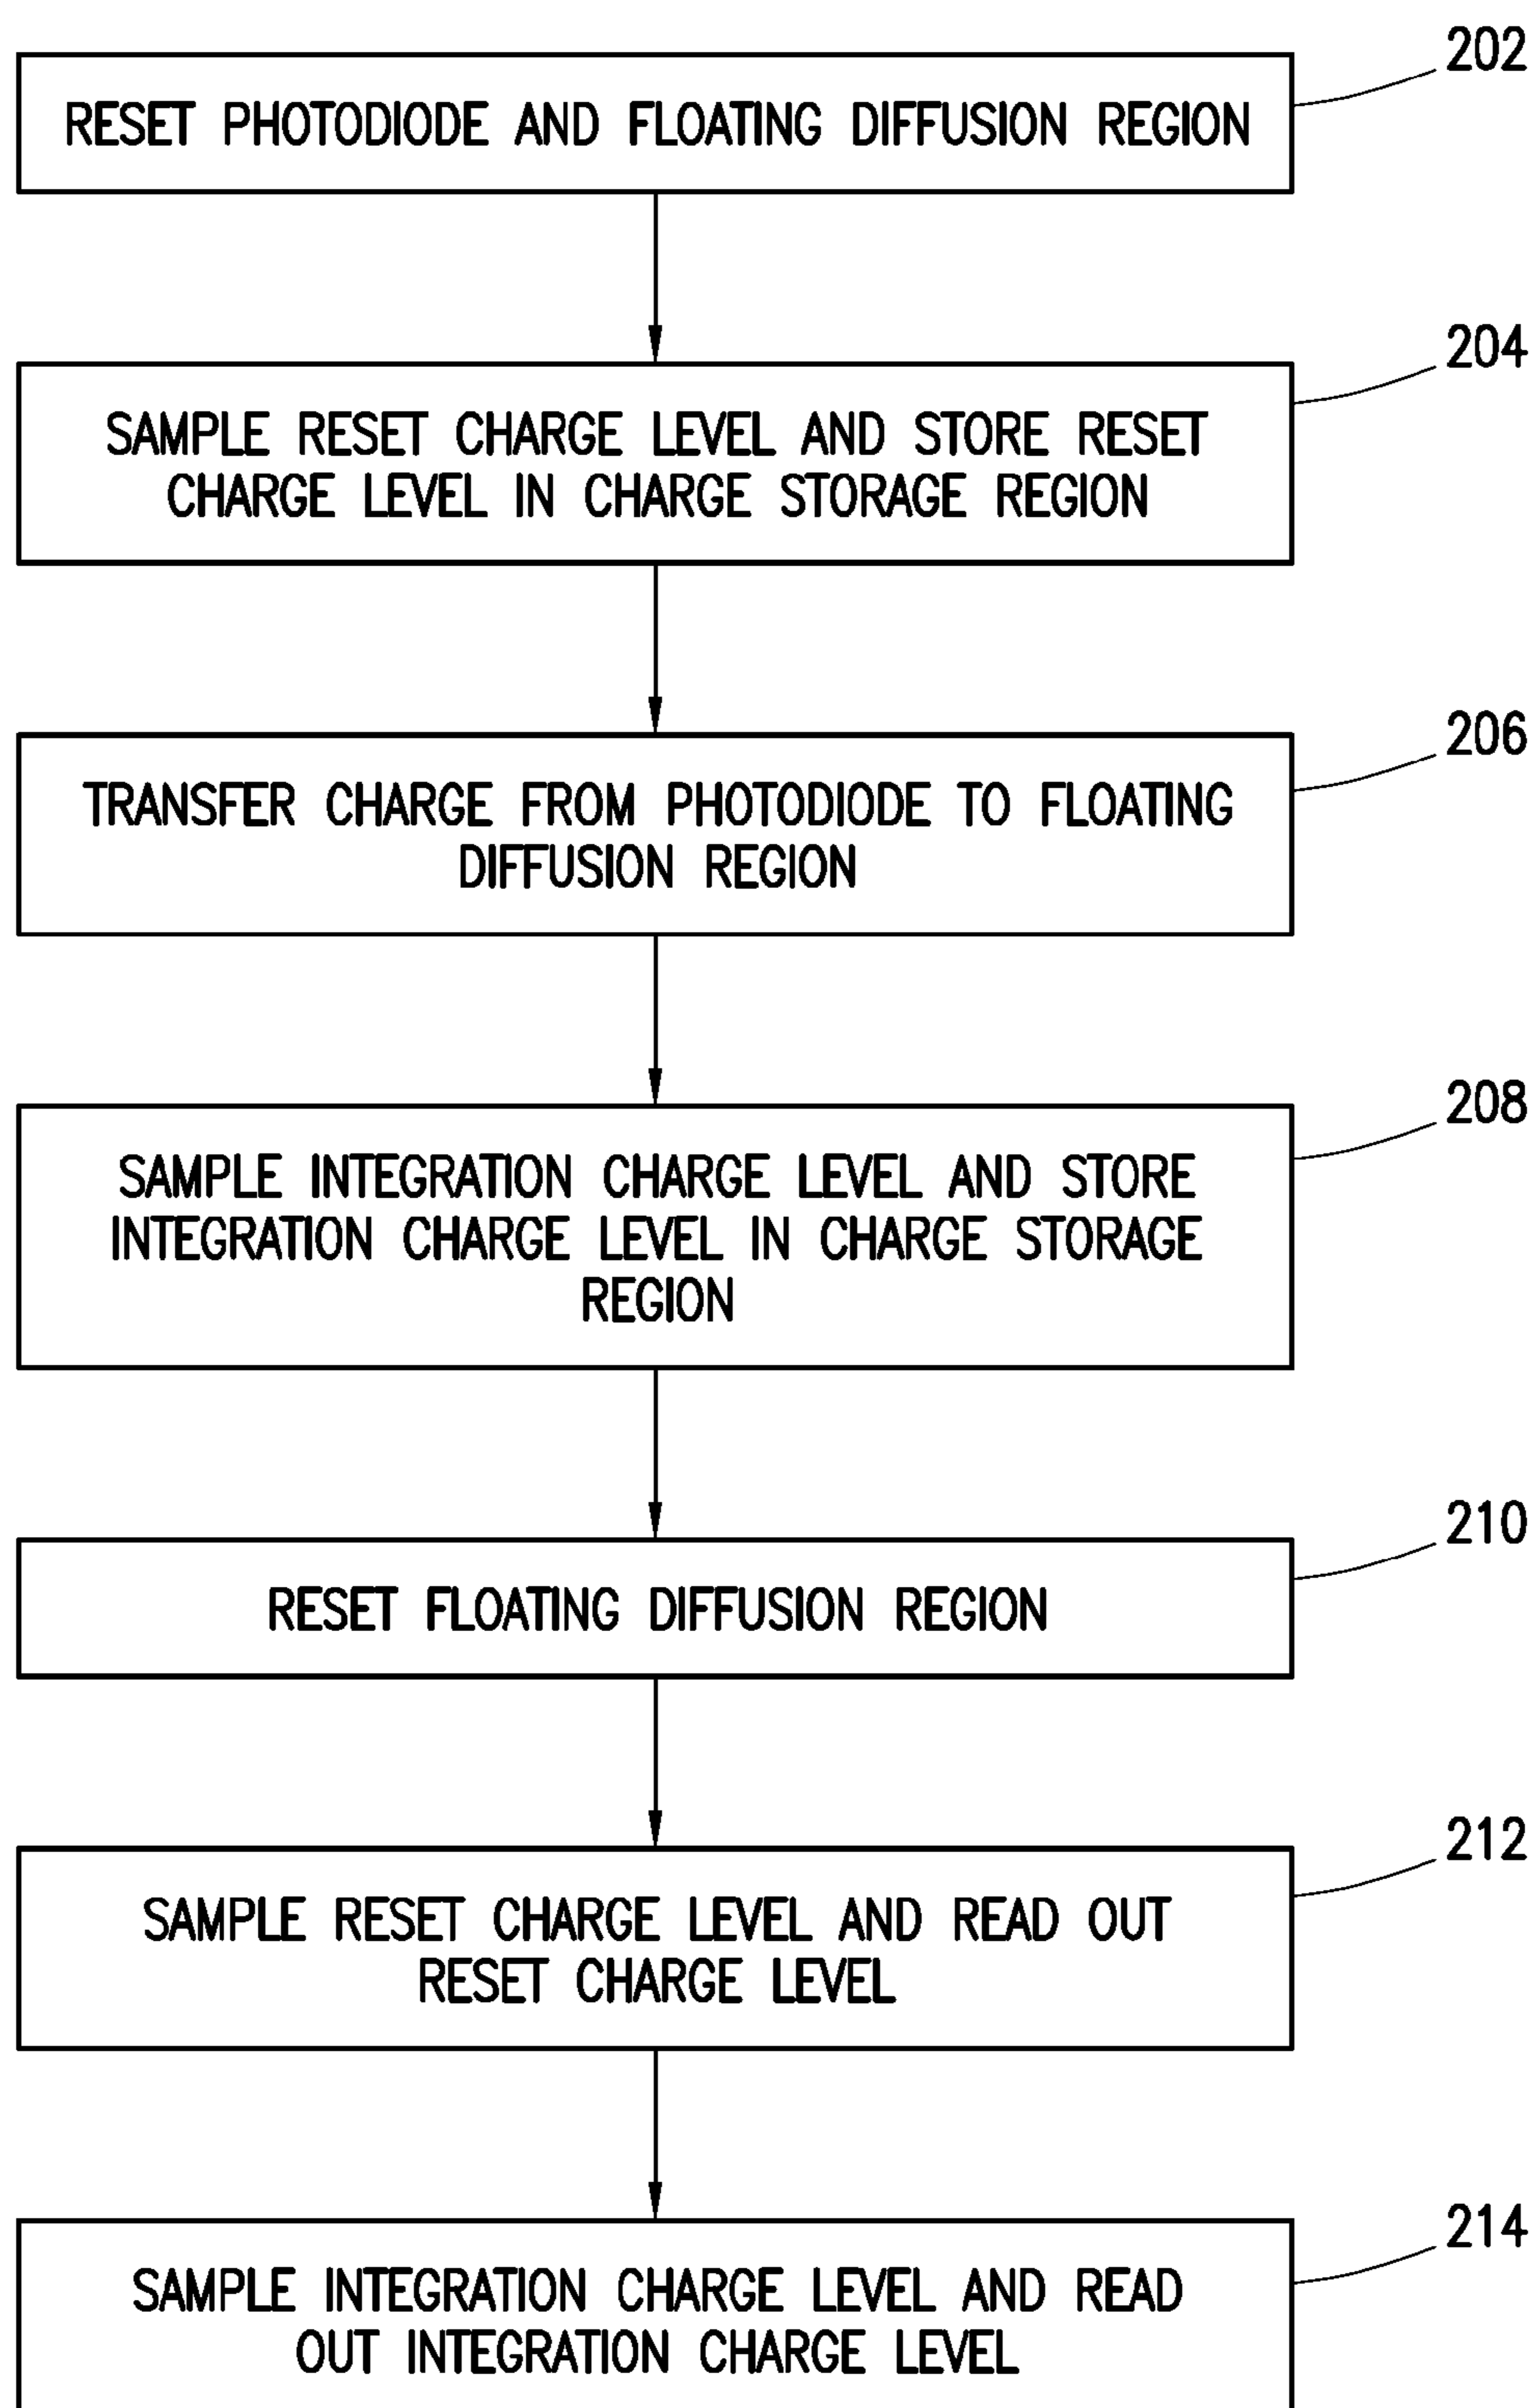 202
RESET PHOTODIODE AND FLOATING DIFFUSION REGION
204
SAMPLE RESET CHARGE LEVEL AND STORE RESET
CHARGE LEVEL IN CHARGE STORAGE REGION
206
TRANSFER CHARGE FROM PHOTODIODE TO FLOATING
DIFFUSION REGION
208
SAMPLE INTEGRATION CHARGE LEVEL AND STORE
INTEGRATION CHARGE LEVEL IN CHARGE STORAGE
REGION
210
RESET FLOATING DIFFUSION REGION
212
SAMPLE RESET CHARGE LEVEL AND READ OUT
RESET CHARGE LEVEL
214
SAMPLE INTEGRATION CHARGE LEVEL AND READ
OUT INTEGRATION CHARGE LEVEL